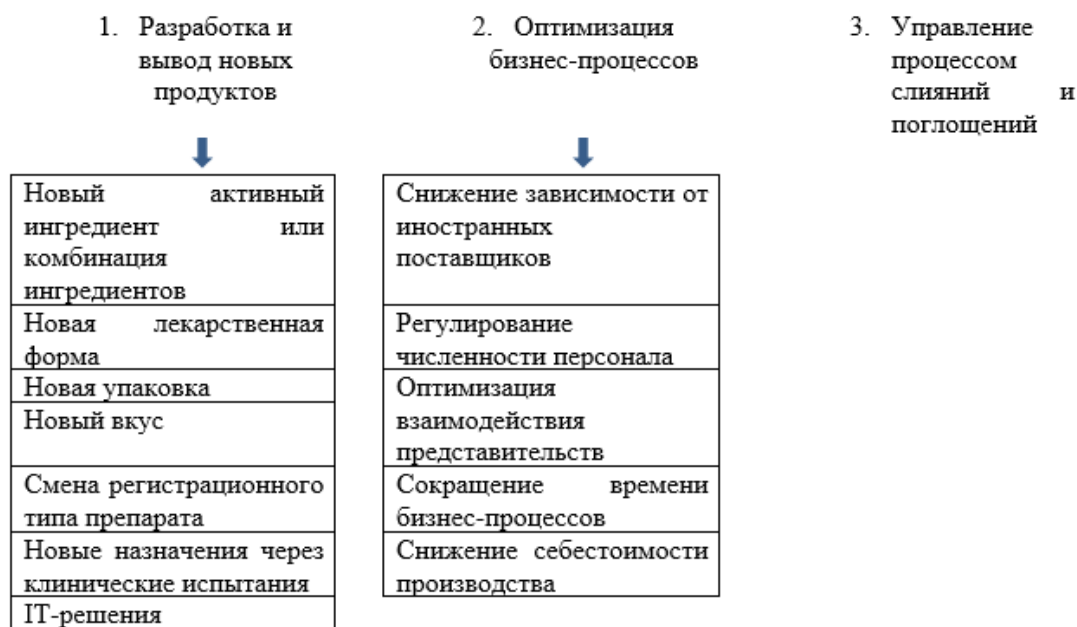 1. Разработка и
вывод новых
продуктов
2. Оптимизация
бизнес-процессов
3. Управление
процессом
слияний и
поглощений
Новый активный
ингредиент или
комбинация
ингредиентов
Новая лекарственная
форма
Новая упаковка
Новый вкус
Смена регистрационного
типа препарата
Новые назначения через
клинические испытания
IT-решения
Снижение зависимости от
иностранных
поставщиков
Регулирование
численности персонала
Оптимизация
взаимодействия
представительств
Сокращение времени
бизнес-процессов
Снижение себестоимости
производства